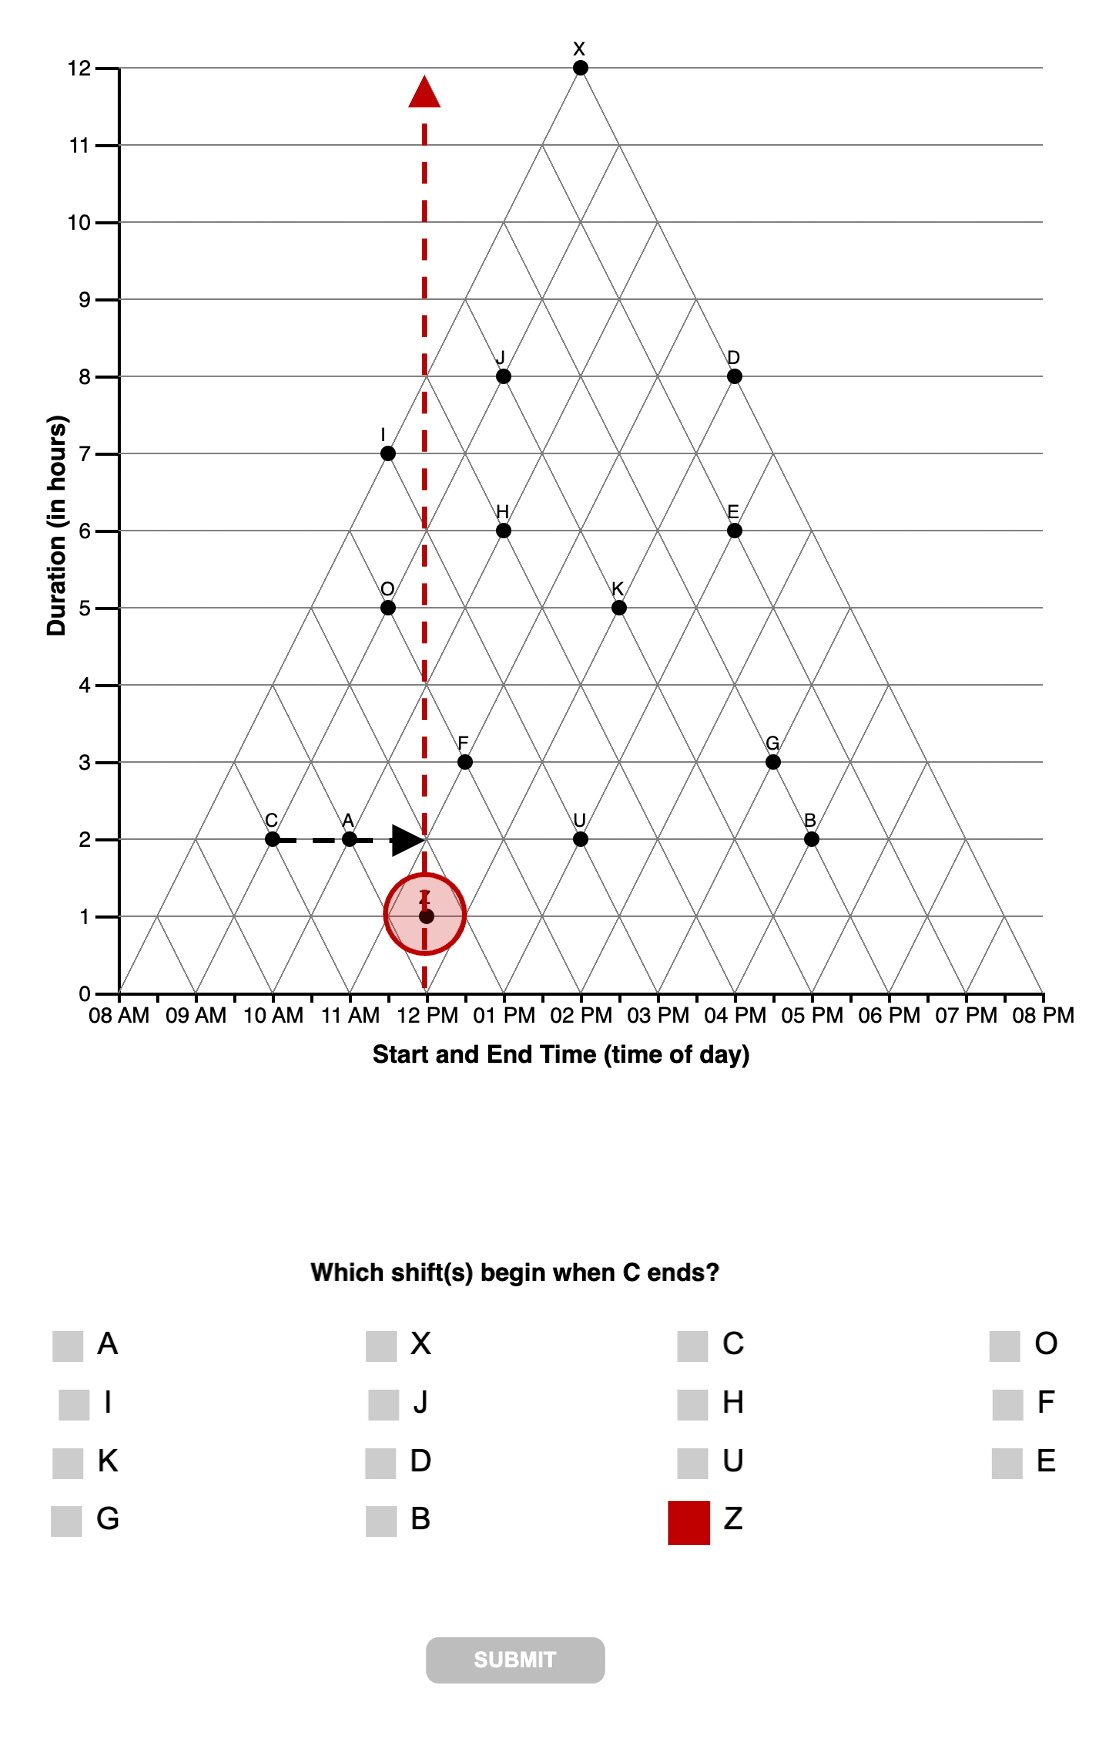 X
12
11
10
9
J
D
8
I
7
H
E
6
O
K
5
4
F
G
3
C
A
U
B
2
Z
1
0
Duration (in hours)
08 AM 09 AM 10 AM 11 AM 12 PM 01 PM 02 PM 03 PM 04 PM 05 PM 06 PM 07 PM 08 PM
Start and End Time (time of day)
Which shift(s) begin when C ends?
A X C O
I J H F
K D U E
G B Z
SUBMIT